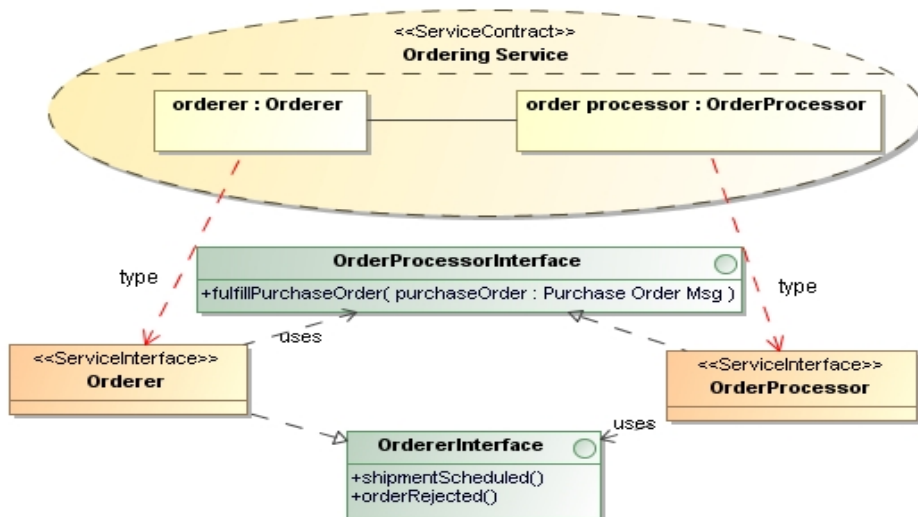 <<ServiceContract>>
Ordering Service
orderer : Orderer
order processor : OrderProcessor
type
OrderProcessorInterface
+fulfillPurchaseOrder( purchaseOrder : Purchase Order Msg )
type
uses
<<ServiceInterface>>
Orderer
<<ServiceInterface>>
OrderProcessor
uses
OrdererInterface
+shipmentScheduled()
+orderRejected()